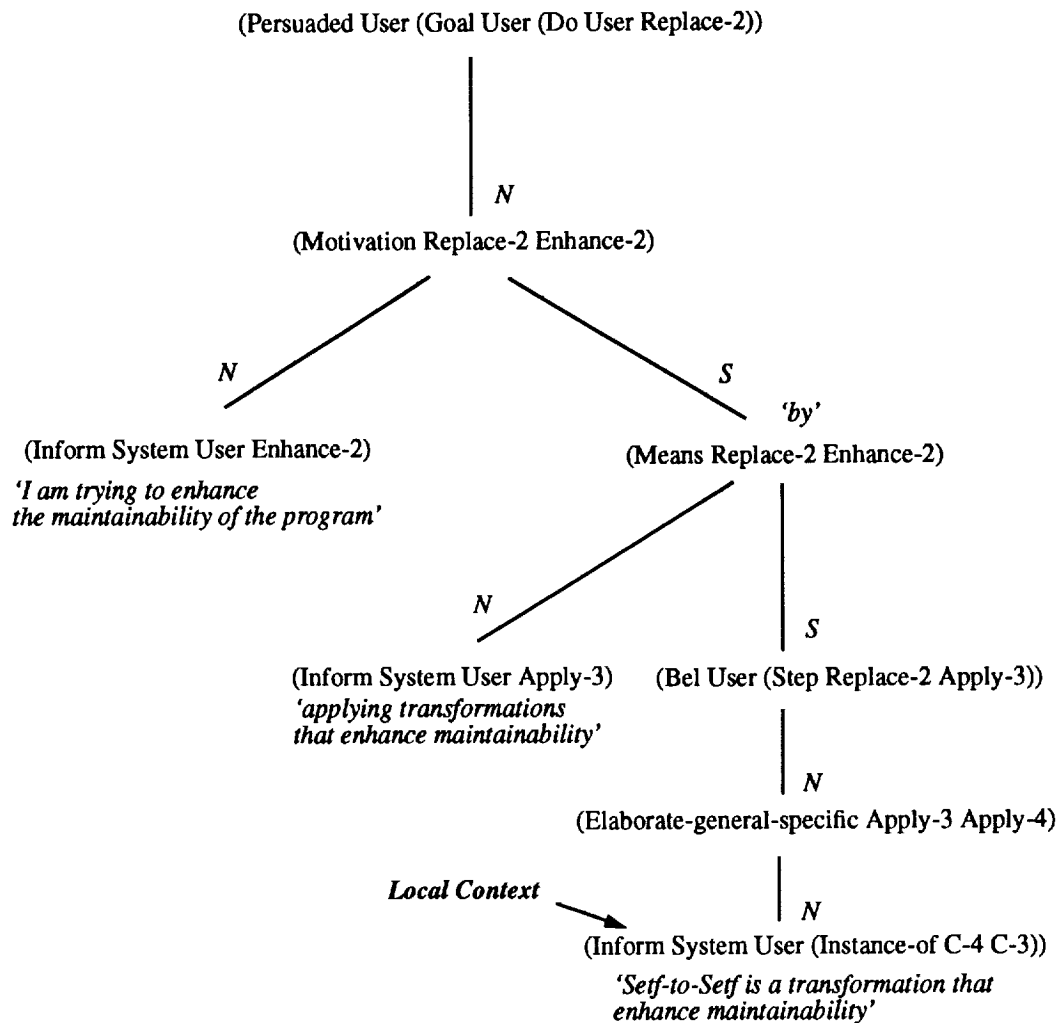 (Persuaded User (Goal User (Do User Replace-2))
N
(Motivation Replace-2 Enhance-2)
N
S
'by'
(Inform System User Enhance-2)
(Means Replace-2 Enhance-2)
'I am trying to enhance
the maintainability of the program'
N
S
(Inform System User Apply-3)
(Bel User (Step Replace-2 Apply-3))
'applying transformations
that enhance maintainability'
N
(Elaborate-general-specific Apply-3 Apply-4)
Local Context
N
(Inform System User (Instance-of C-4 C-3))
'Setf-to-Setf is a transformation that
enhance maintainability'